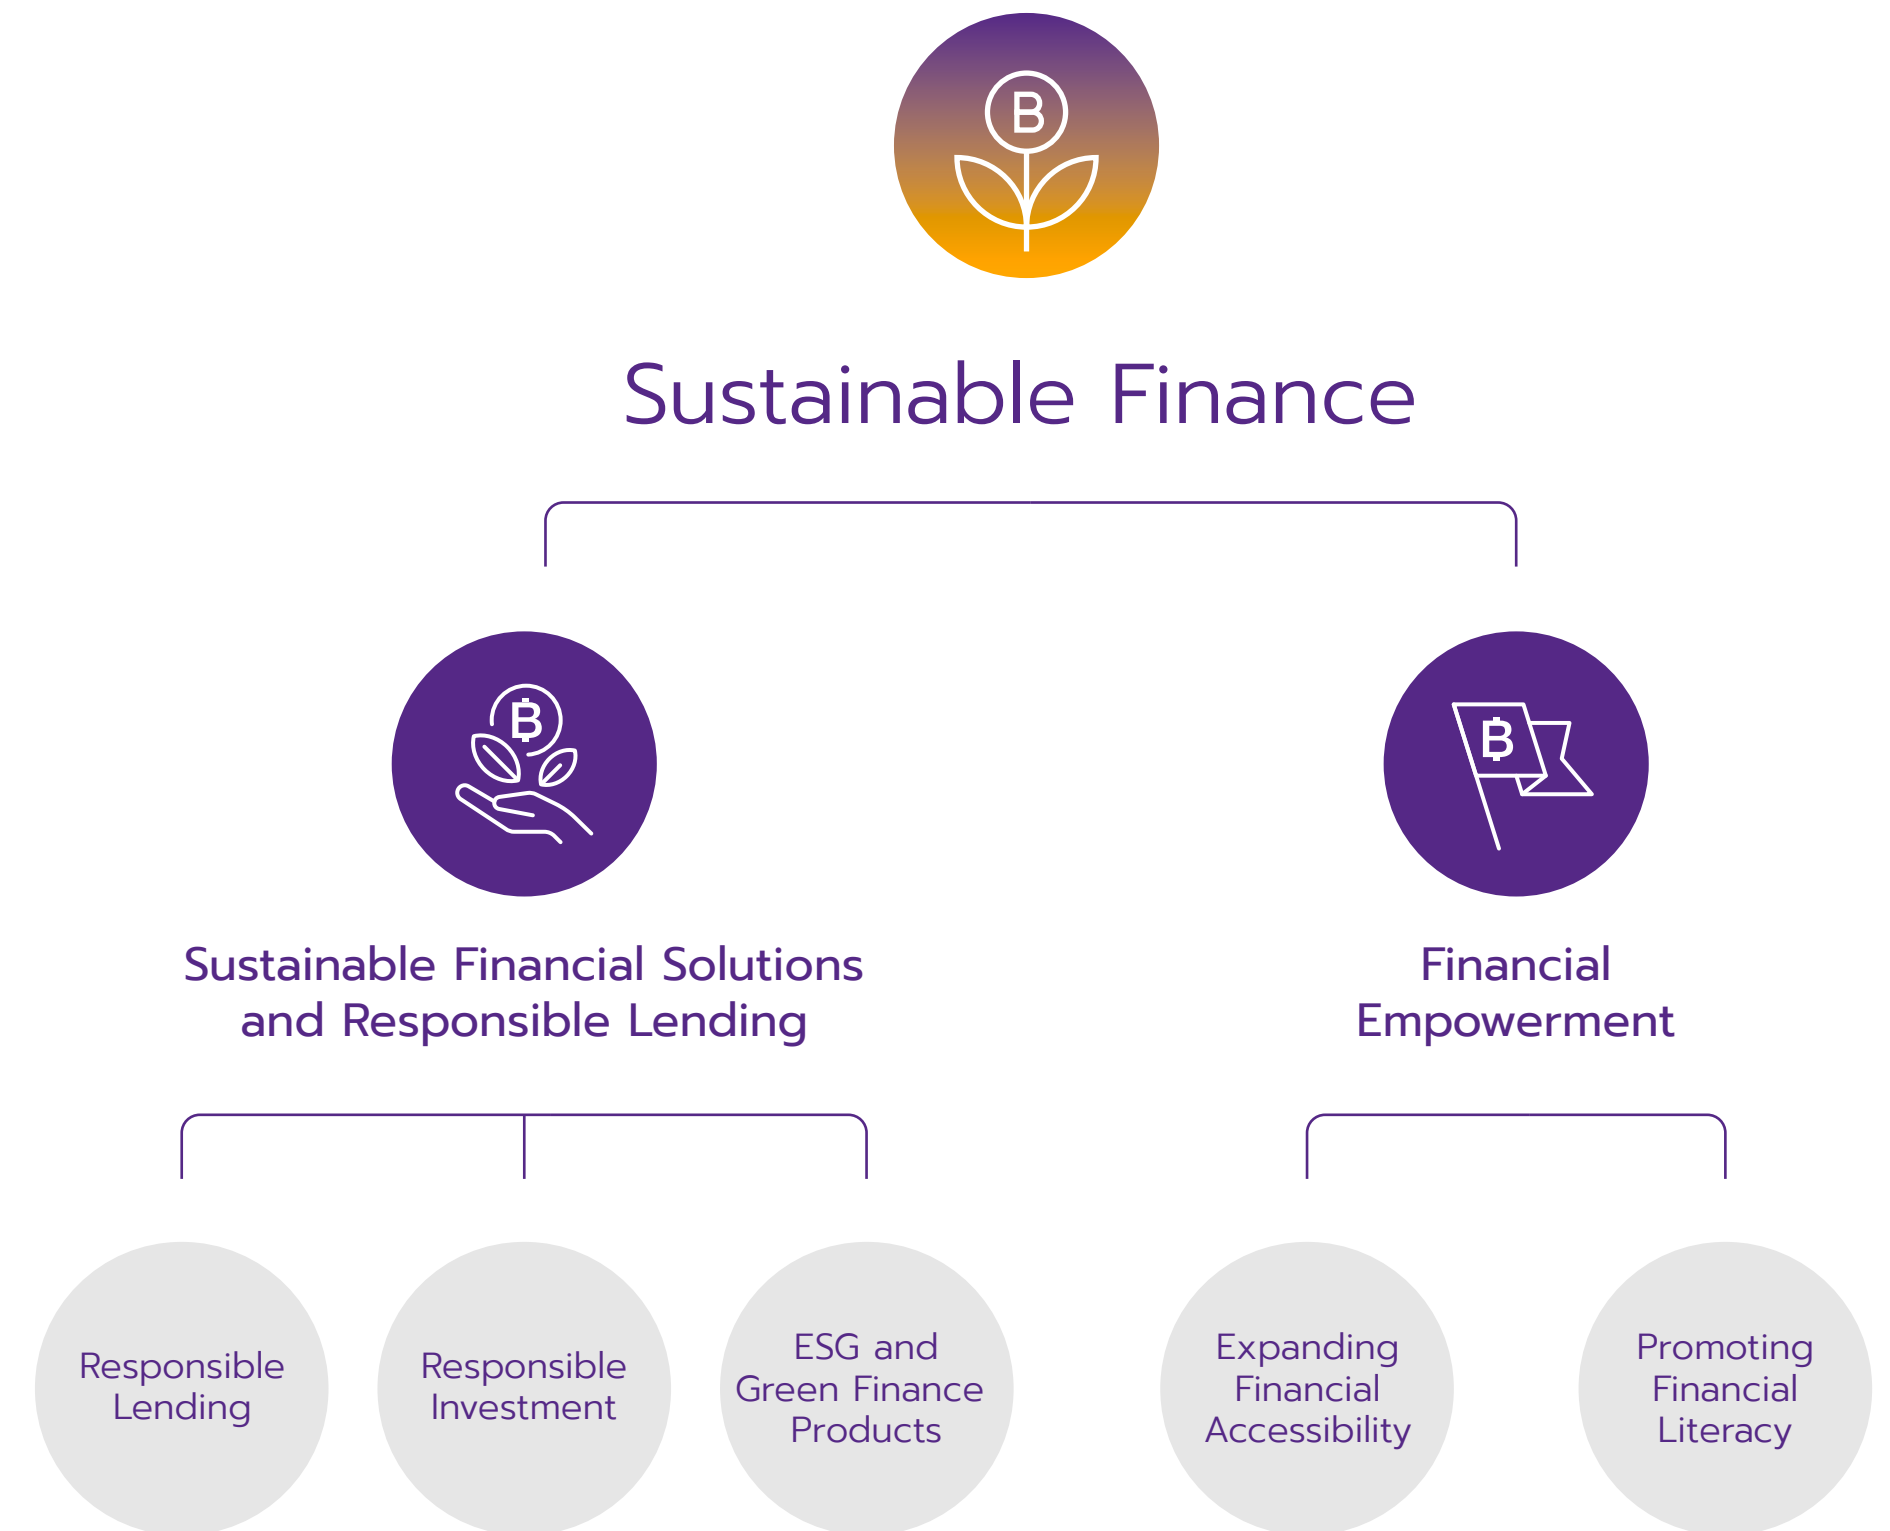 B
Sustainable Finance
฿
฿
Sustainable Financial Solutions
and Responsible Lending
Financial
Empowerment
Responsible
Lending
Responsible
Investment
ESG and
Green Finance
Products
Expanding
Financial
Accessibility
Promoting
Financial
Literacy